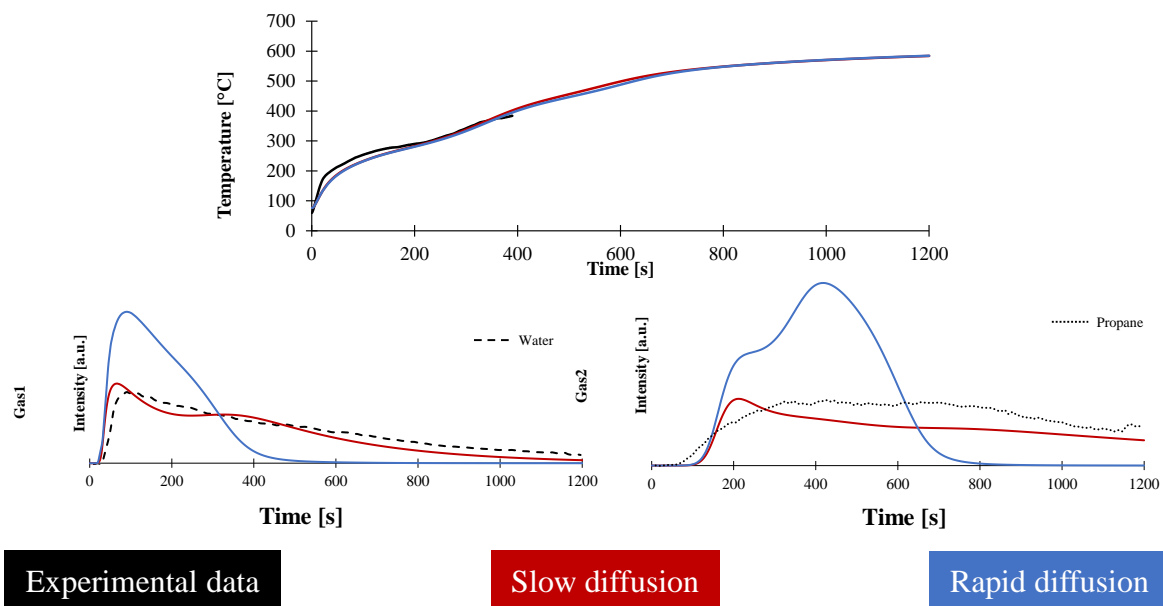 Temperature [°C]
700
600
500
400
300
200
100
0
0 200 400 600 800 1000 1200
Time [s]
Gas1
Intensity [a.u.]
Water
0 200 400 600 800 1000 1200
Time [s]
Gas2
Intensity [a.u.]
Propane
0 200 400 600 800 1000 1200
Time [s]
Experimental data
Slow diffusion
Rapid diffusion